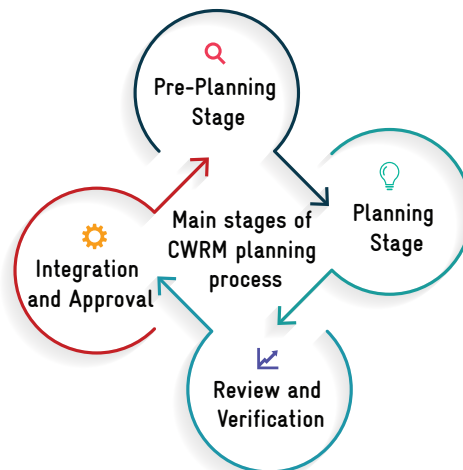 Pre-Planning
Stage
Planning
Stage
Main stages of
CWRM planning
process
Integration
and Approval
Review and
Verification